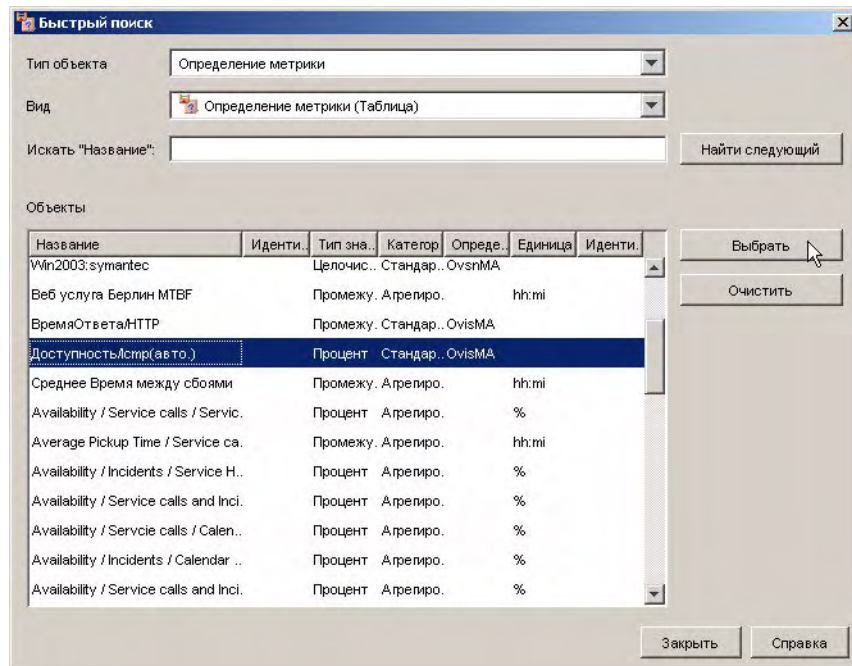 Быстрый поиск
Тип объекта Определение метрики
Вид Определение метрики (Таблица)
Искать "Название": Найти следующий
Объекты
Название Иденти.. Тип зна.. Категор Опреде.. Единица Иденти.
Выбрать
Win2003:symantec Целочис.. Стандар.. OvsnMA
Веб услуга Берлин MTBF Промежу. Агрегиро. hh:mi
Очистить
ВремяОтвета/HTTP Промежу. Стандар.. OvisMA
Доступность/Icmp(авто.) Процент Стандар.. OvisMA
Среднее Время между сбоями Промежу. Агрегиро. hh:mi
Availability / Service calls / Servic. Процент Агрегиро. %
Average Pickup Time / Service ca. Промежу. Агрегиро. hh:mi
Availability / Incidents / Service H.. Процент Агрегиро. %
Availability / Service calls and Inci. Процент Агрегиро. %
Availability / Servcie calls / Calen.. Процент Агрегиро. %
Availability / Incidents / Calendar .. Процент Агрегиро. %
Availability / Service calls and Inci. Процент Агрегиро. %
Закрыть Справка